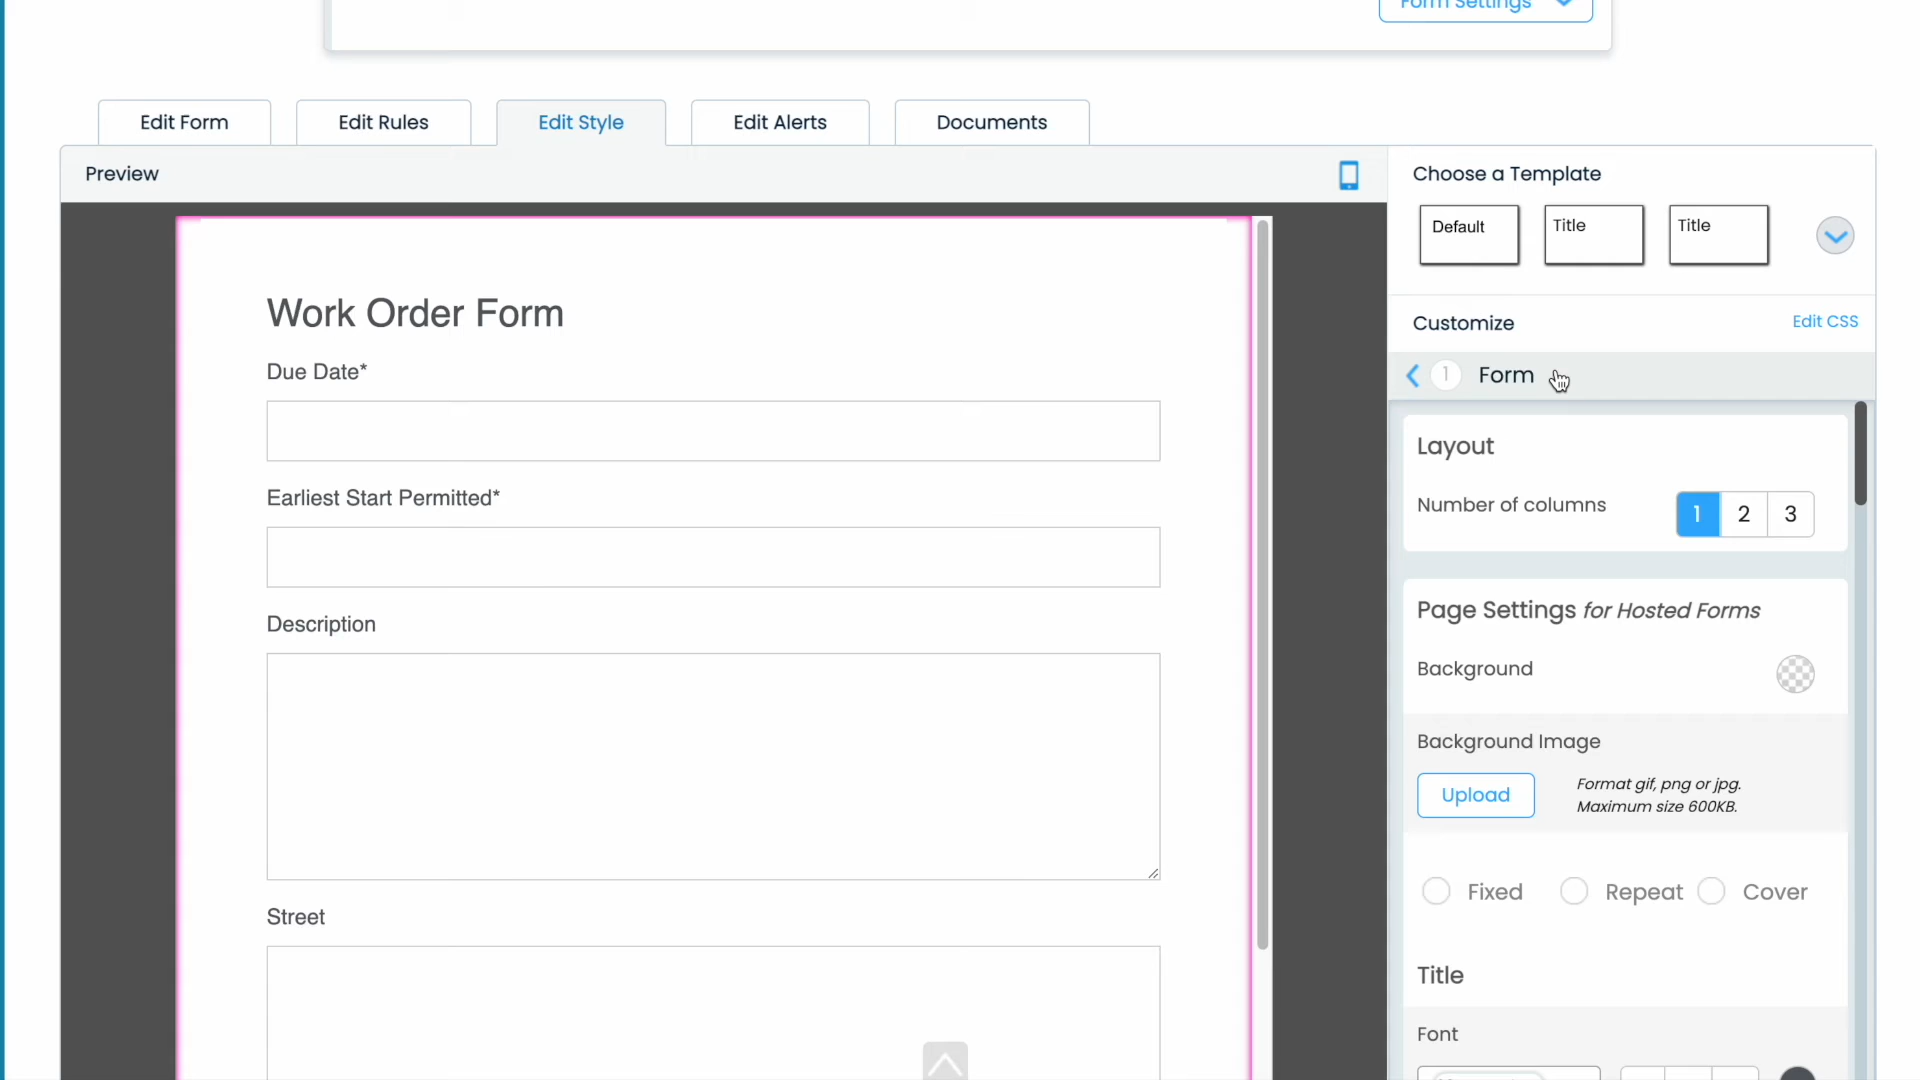 Form Settings
Edit Form
Edit Rules
Edit Style
Edit Alerts
Documents
Preview
Choose a Template
Default
Title
Title
Customize
Edit CSS
1
Form
Work Order Form
Due Date*
Earliest Start Permitted*
Description
Street
Layout
Number of columns
1
2
3
Page Settings for Hosted Forms
Background
Background Image
Upload
Format gif, png or jpg.
Maximum size 600KB.
Fixed
Repeat
Cover
Title
Font